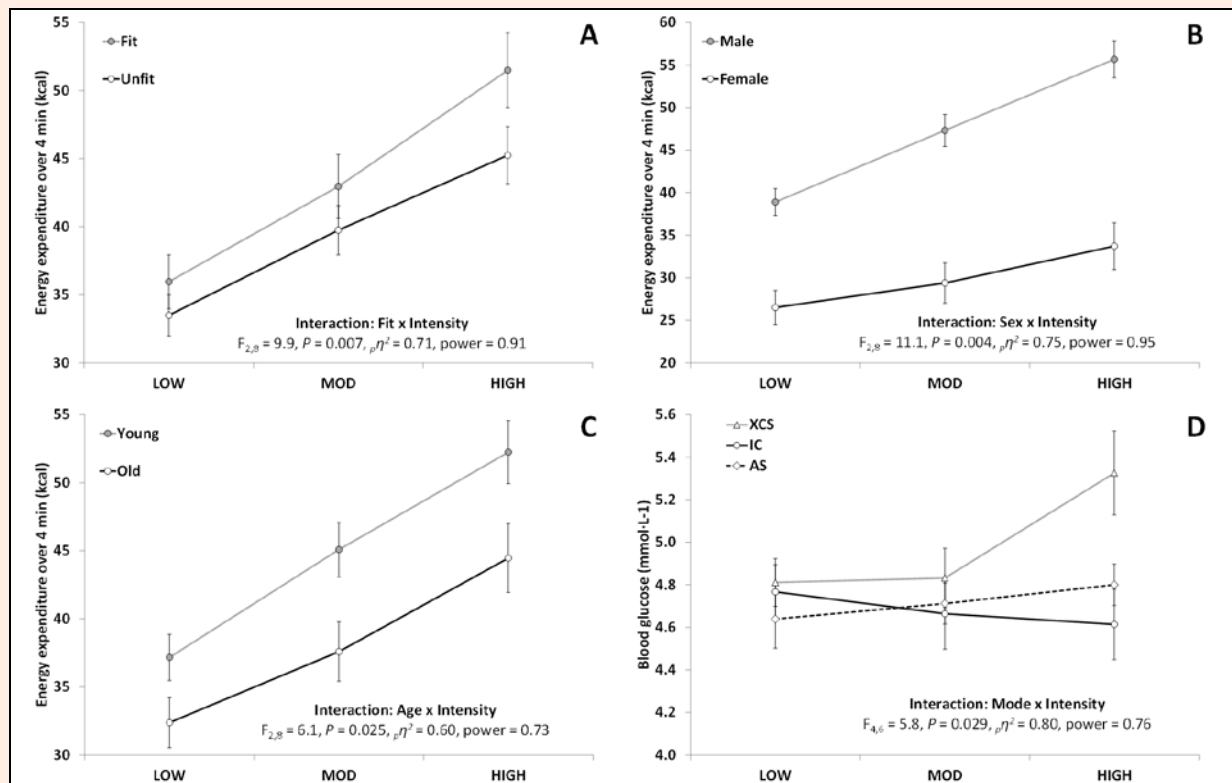 A
Fit
Unfit
Energy expenditure over 4 min (kcal)
55
50
45
40
35
30
Interaction: Fit x Intensity
F2,8 = 9.9, P = 0.007, pη² = 0.71, power = 0.91
LOW MOD HIGH
B
Male
Female
Energy expenditure over 4 min (kcal)
60
55
50
45
40
35
30
25
20
Interaction: Sex x Intensity
F2,8 = 11.1, P = 0.004, pη² = 0.75, power = 0.95
LOW MOD HIGH
C
Young
Old
Energy expenditure over 4 min (kcal)
55
50
45
40
35
30
Interaction: Age x Intensity
F2,8 = 6.1, P = 0.025, pη² = 0.60, power = 0.73
LOW MOD HIGH
D
XCS
IC
AS
Blood glucose (mmol·L-1)
5.6
5.4
5.2
5.0
4.8
4.6
4.4
4.2
4.0
Interaction: Mode x Intensity
F4,6 = 5.8, P = 0.029, pη² = 0.80, power = 0.76
LOW MOD HIGH